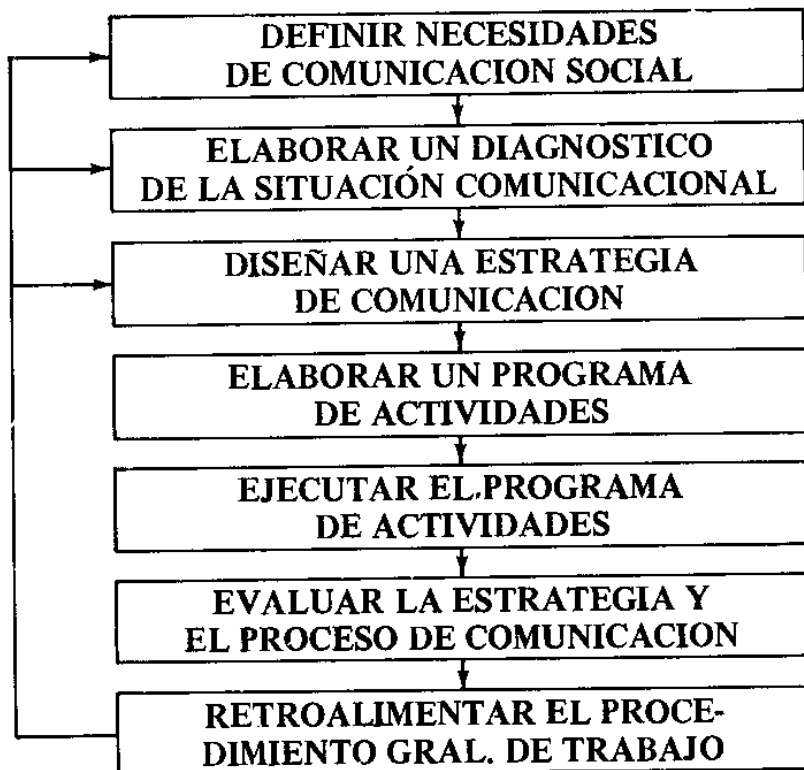 DEFINIR NECESIDADES
DE COMUNICACION SOCIAL
ELABORAR UN DIAGNOSTICO
DE LA SITUACIÓN COMUNICACIONAL
DISEÑAR UNA ESTRATEGIA
DE COMUNICACION
ELABORAR UN PROGRAMA
DE ACTIVIDADES
EJECUTAR EL.PROGRAMA
DE ACTIVIDADES
EVALUAR LA ESTRATEGIA Y
EL PROCESO DE COMUNICACION
RETROALIMENTAR EL PROCE-
DIMIENTO GRAL. DE TRABAJO